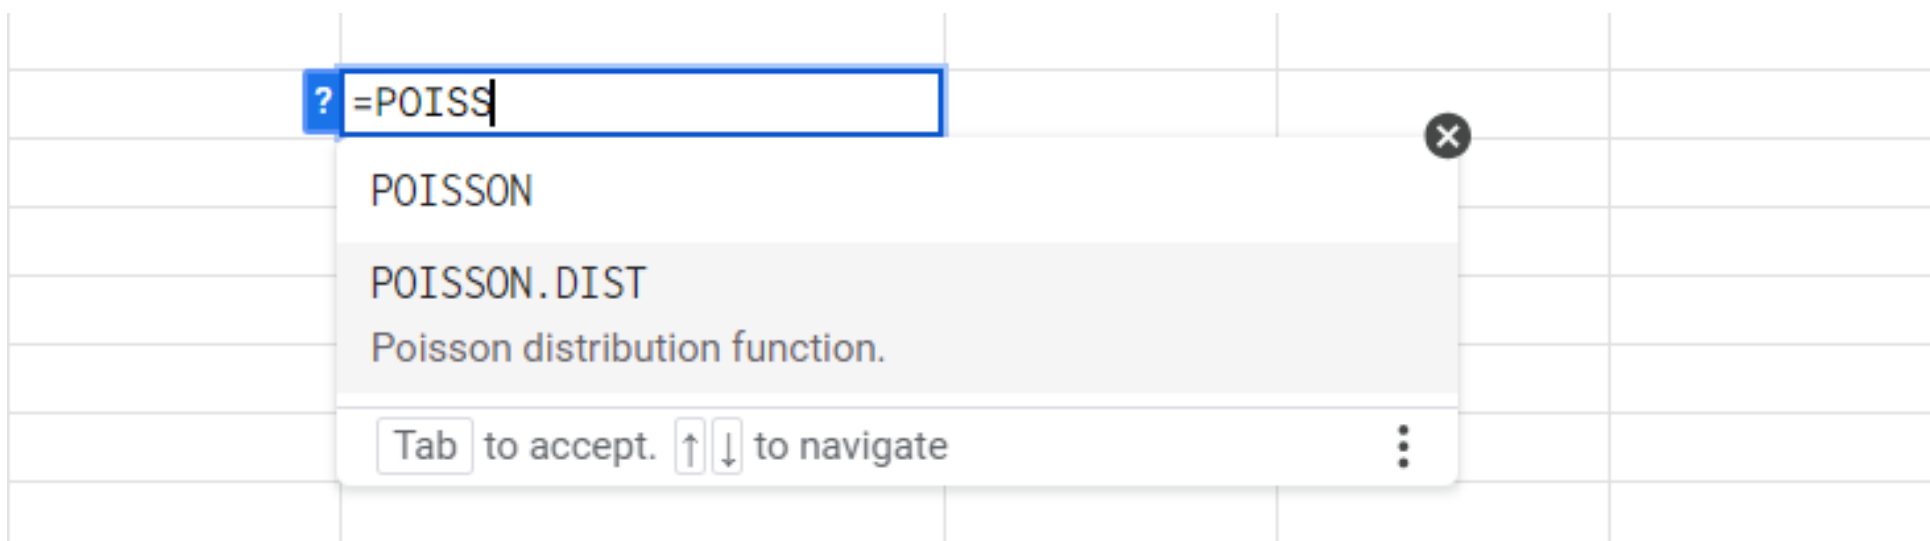 ? =POISS
POISSON
POISSON.DIST
Poisson distribution function.
Tab to accept. ↑ ↓ to navigate